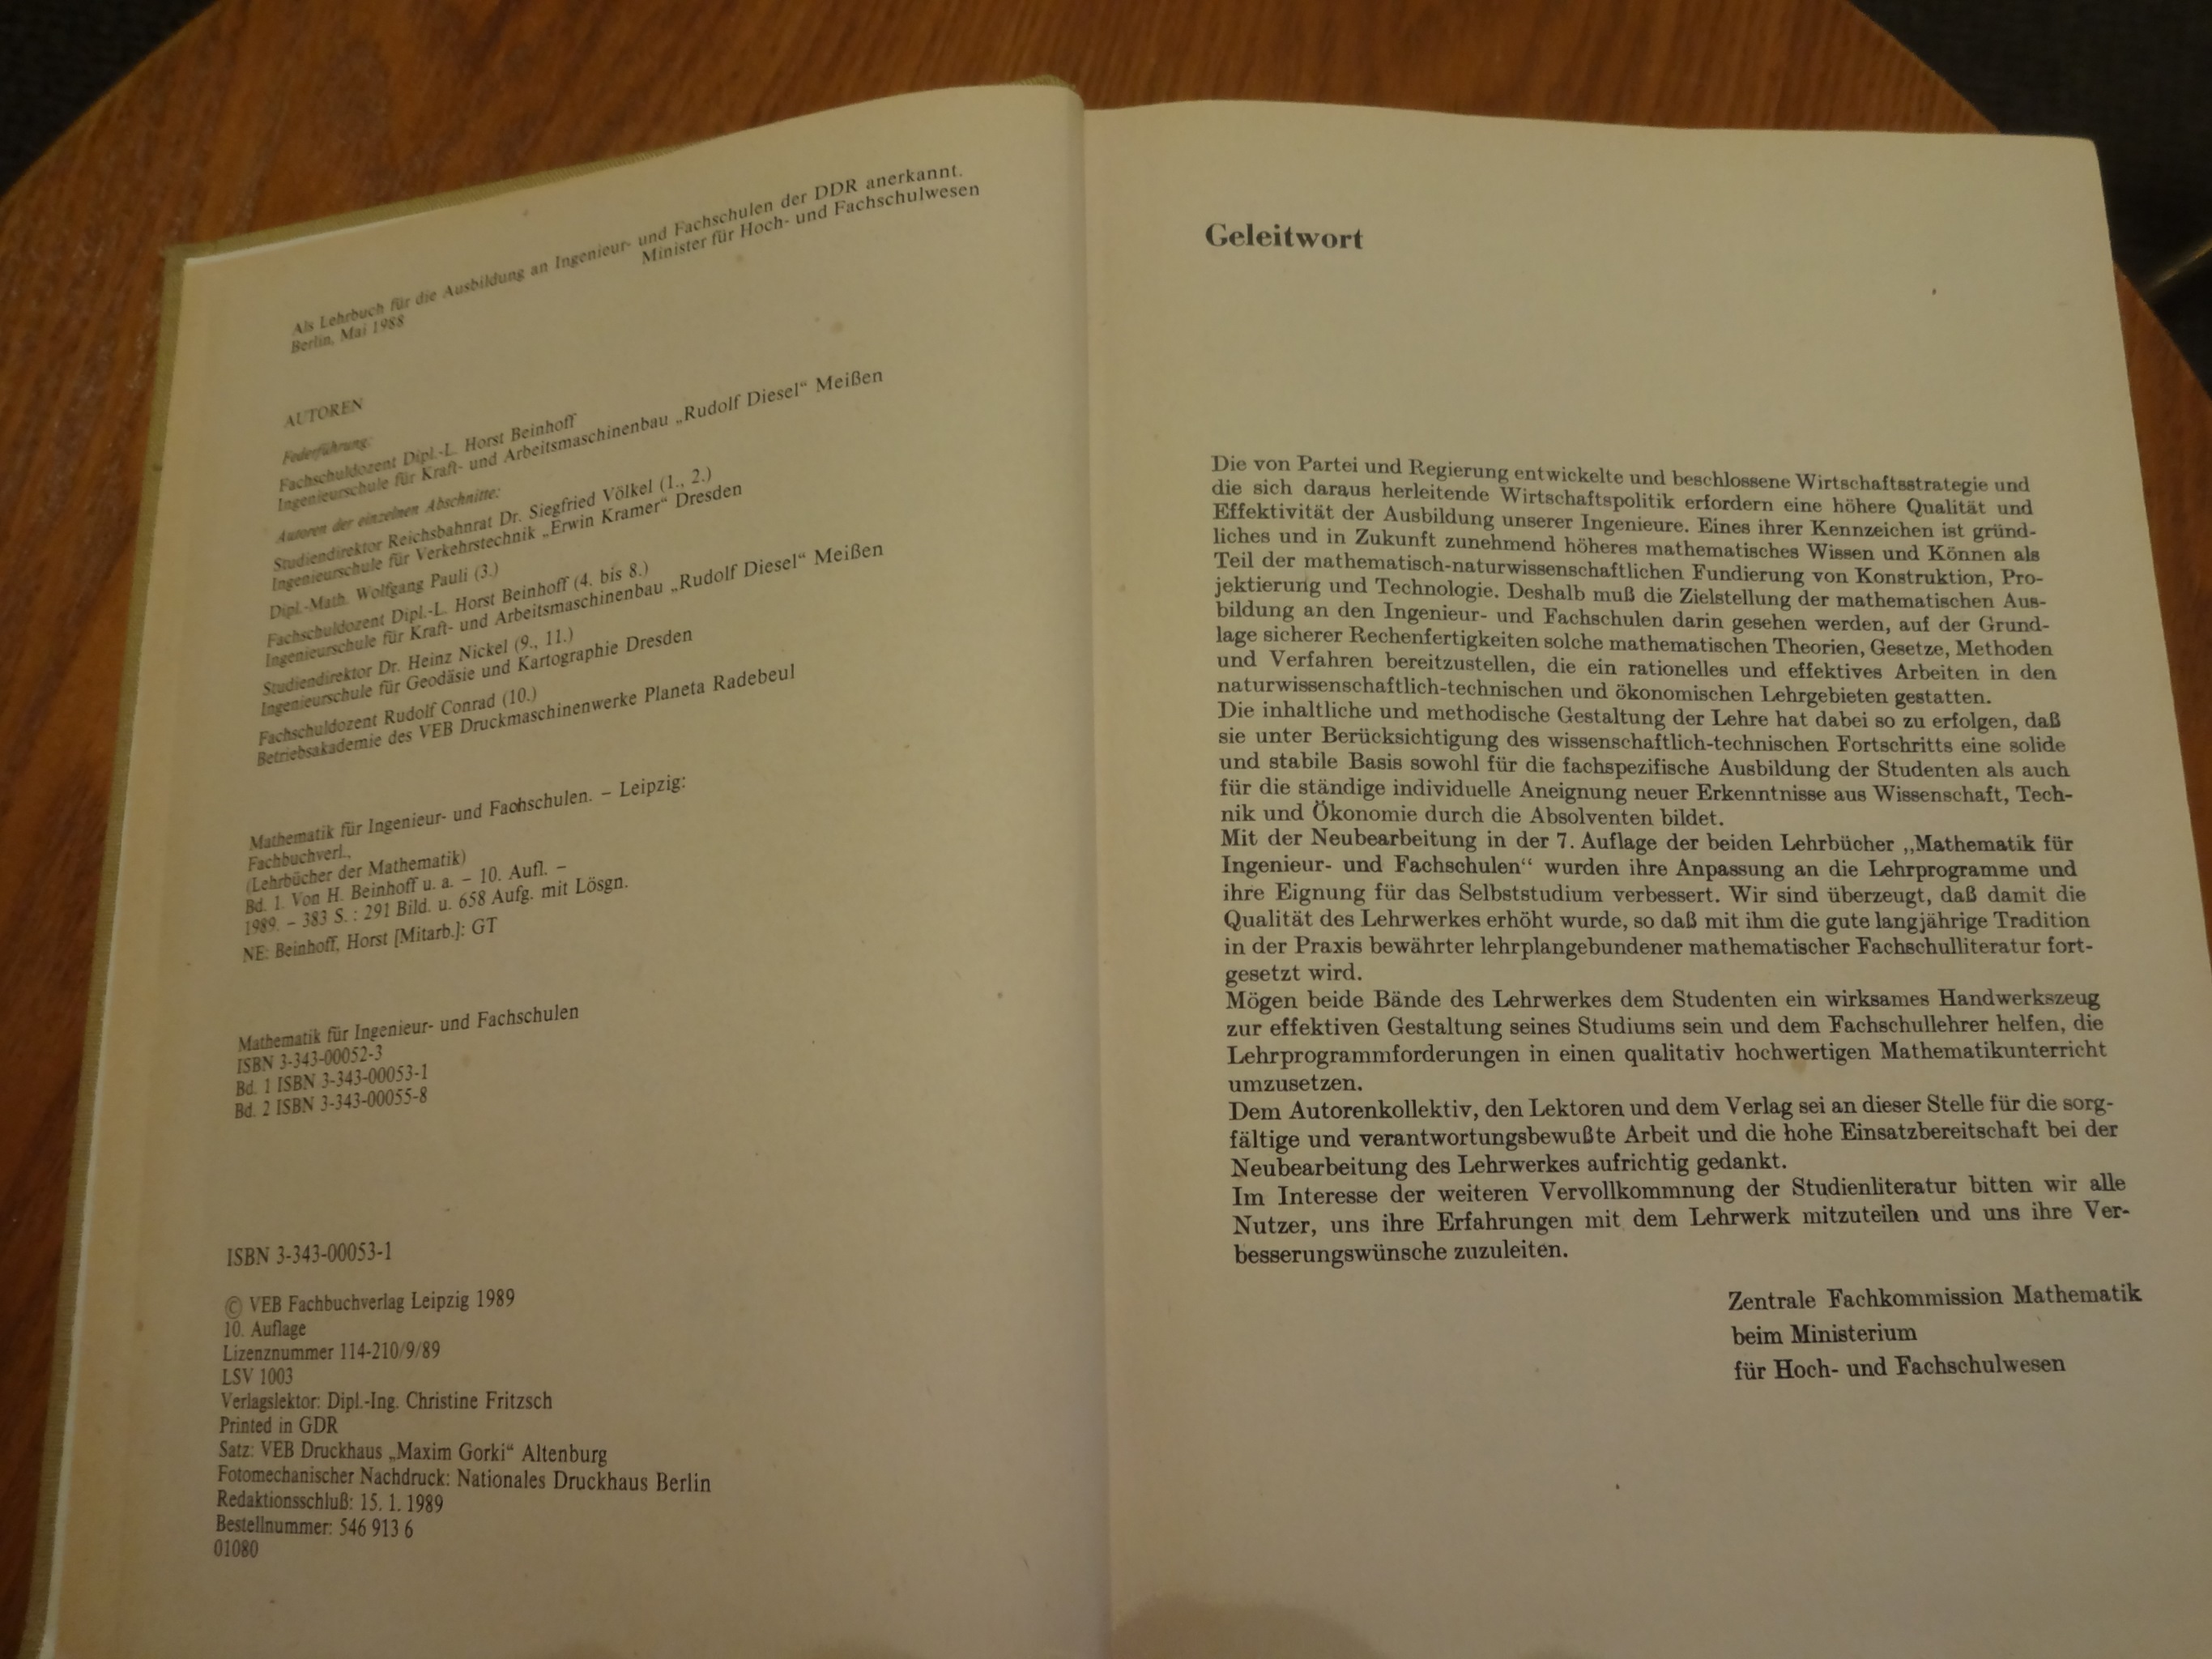 Als Lehrbuch für die Ausbildung an Ingenieur- und Fachschulen der DDR anerkannt.
Berlin, Mai 1988
Minister für Hoch- und Fachschulwesen
AUTOREN
Federführung:
Fachschuldozent Dipl.-L. Horst Beinhoff
Ingenieurschule für Kraft- und Arbeitsmaschinenbau „Rudolf Diesel“ Meißen
Autoren der einzelnen Abschnitte:
Studiendirektor Reichsbahnrat Dr. Siegfried Völkel (1., 2.)
Ingenieurschule für Verkehrstechnik „Erwin Kramer“ Dresden
Dipl.-Math. Wolfgang Pauli (3.)
Fachschuldozent Dipl.-L. Horst Beinhoff (4. bis 8.)
Ingenieurschule für Kraft- und Arbeitsmaschinenbau „Rudolf Diesel“ Meißen
Studiendirektor Dr. Heinz Nickel (9., 11.)
Ingenieurschule für Geodäsie und Kartographie Dresden
Fachschuldozent Rudolf Conrad (10.)
Betriebsakademie des VEB Druckmaschinenwerke Planeta Radebeul
Mathematik für Ingenieur- und Fachschulen. – Leipzig:
Fachbuchverl.,
(Lehrbücher der Mathematik)
Bd. 1. Von H. Beinhoff u. a. – 10. Aufl. –
1989. – 383 S. : 291 Bild. u. 658 Aufg. mit Lösgn.
NE: Beinhoff, Horst [Mitarb.]: GT
Mathematik für Ingenieur- und Fachschulen
ISBN 3-343-00052-3
Bd. 1 ISBN 3-343-00053-1
Bd. 2 ISBN 3-343-00055-8
ISBN 3-343-00053-1
© VEB Fachbuchverlag Leipzig 1989
10. Auflage
Lizenznummer 114-210/9/89
LSV 1003
Verlagslektor: Dipl.-Ing. Christine Fritzsch
Printed in GDR
Satz: VEB Druckhaus „Maxim Gorki“ Altenburg
Fotomechanischer Nachdruck: Nationales Druckhaus Berlin
Redaktionsschluß: 15. 1. 1989
Bestellnummer: 546 913 6
01080
Geleitwort
Die von Partei und Regierung entwickelte und beschlossene Wirtschaftsstrategie und
die sich daraus herleitende Wirtschaftspolitik erfordern eine höhere Qualität und
Effektivität der Ausbildung unserer Ingenieure. Eines ihrer Kennzeichen ist gründ-
liches und in Zukunft zunehmend höheres mathematisches Wissen und Können als
Teil der mathematisch-naturwissenschaftlichen Fundierung von Konstruktion, Pro-
jektierung und Technologie. Deshalb muß die Zielstellung der mathematischen Aus-
bildung an den Ingenieur- und Fachschulen darin gesehen werden, auf der Grund-
lage sicherer Rechenfertigkeiten solche mathematischen Theorien, Gesetze, Methoden
und Verfahren bereitzustellen, die ein rationelles und effektives Arbeiten in den
naturwissenschaftlich-technischen und ökonomischen Lehrgebieten gestatten.
Die inhaltliche und methodische Gestaltung der Lehre hat dabei so zu erfolgen, daß
sie unter Berücksichtigung des wissenschaftlich-technischen Fortschritts eine solide
und stabile Basis sowohl für die fachspezifische Ausbildung der Studenten als auch
für die ständige individuelle Aneignung neuer Erkenntnisse aus Wissenschaft, Tech-
nik und Ökonomie durch die Absolventen bildet.
Mit der Neubearbeitung in der 7. Auflage der beiden Lehrbücher „Mathematik für
Ingenieur- und Fachschulen“ wurden ihre Anpassung an die Lehrprogramme und
ihre Eignung für das Selbststudium verbessert. Wir sind überzeugt, daß damit die
Qualität des Lehrwerkes erhöht wurde, so daß mit ihm die gute langjährige Tradition
in der Praxis bewährter lehrplangebundener mathematischer Fachschulliteratur fort-
gesetzt wird.
Mögen beide Bände des Lehrwerkes dem Studenten ein wirksames Handwerkszeug
zur effektiven Gestaltung seines Studiums sein und dem Fachschullehrer helfen, die
Lehrprogrammforderungen in einen qualitativ hochwertigen Mathematikunterricht
umzusetzen.
Dem Autorenkollektiv, den Lektoren und dem Verlag sei an dieser Stelle für die sorg-
fältige und verantwortungsbewußte Arbeit und die hohe Einsatzbereitschaft bei der
Neubearbeitung des Lehrwerkes aufrichtig gedankt.
Im Interesse der weiteren Vervollkommnung der Studienliteratur bitten wir alle
Nutzer, uns ihre Erfahrungen mit dem Lehrwerk mitzuteilen und uns ihre Ver-
besserungswünsche zuzuleiten.
Zentrale Fachkommission Mathematik
beim Ministerium
für Hoch- und Fachschulwesen